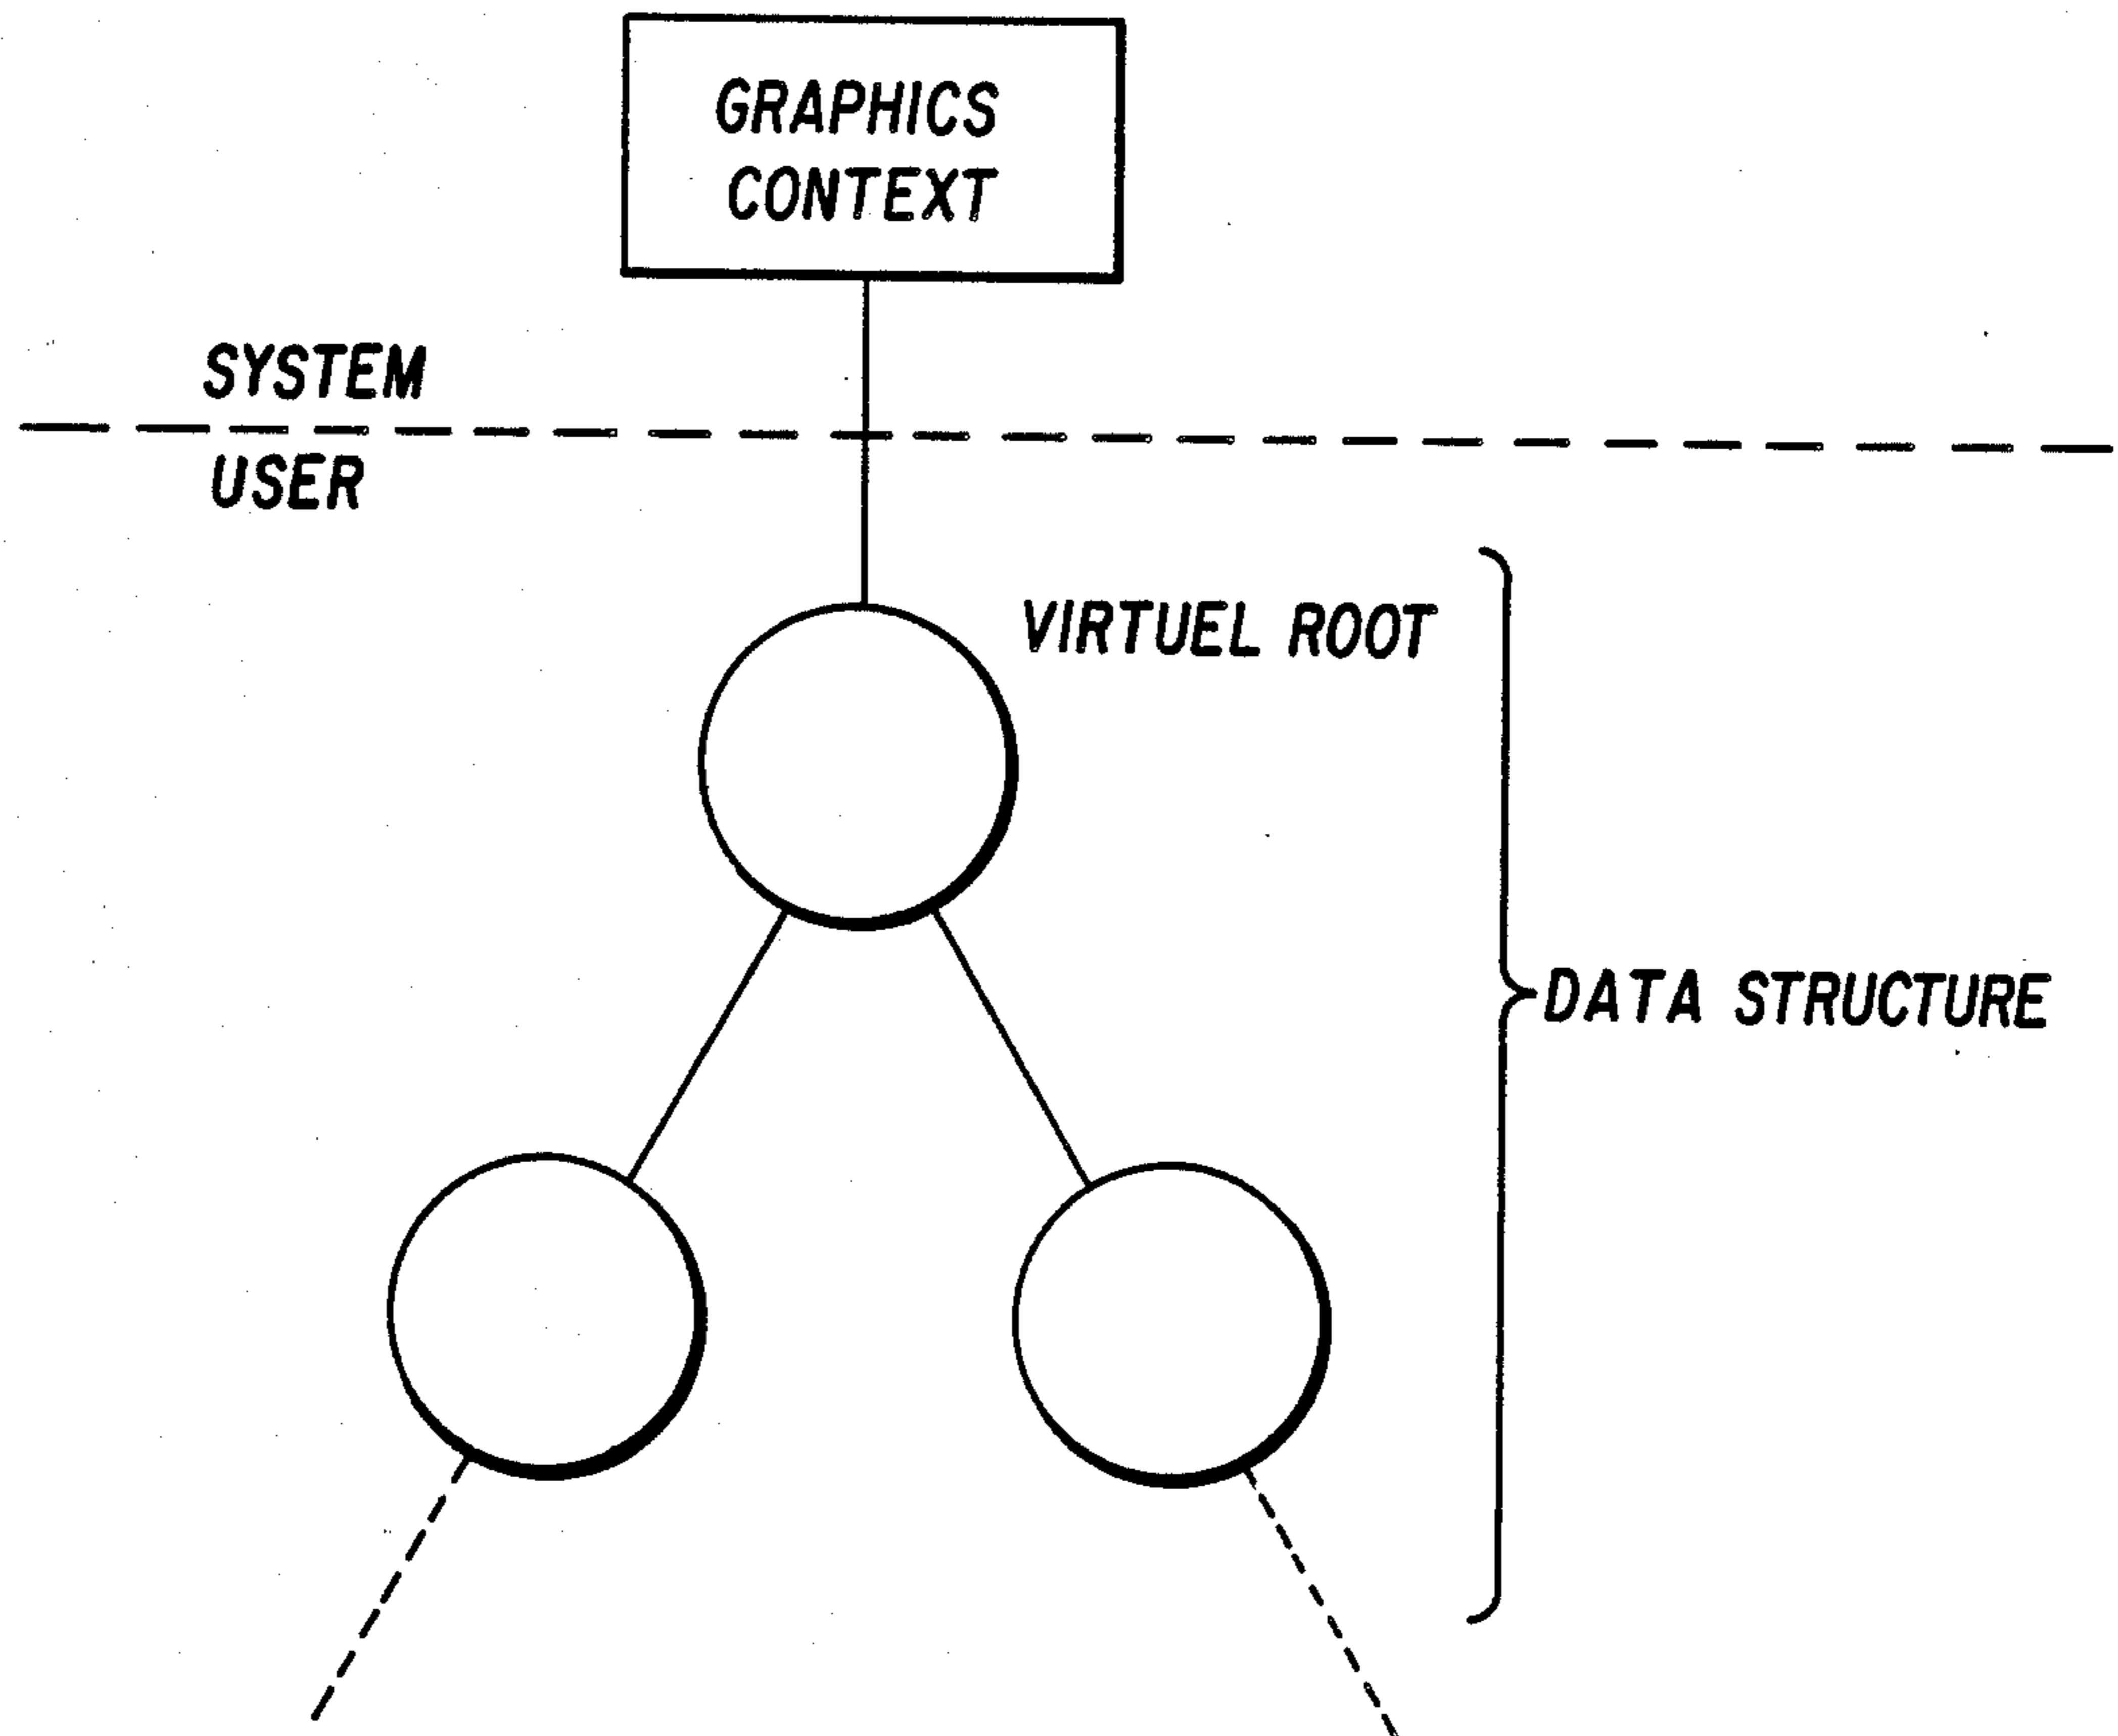 GRAPHICS
CONTEXT
SYSTEM
USER
VIRTUEL ROOT
DATA STRUCTURE